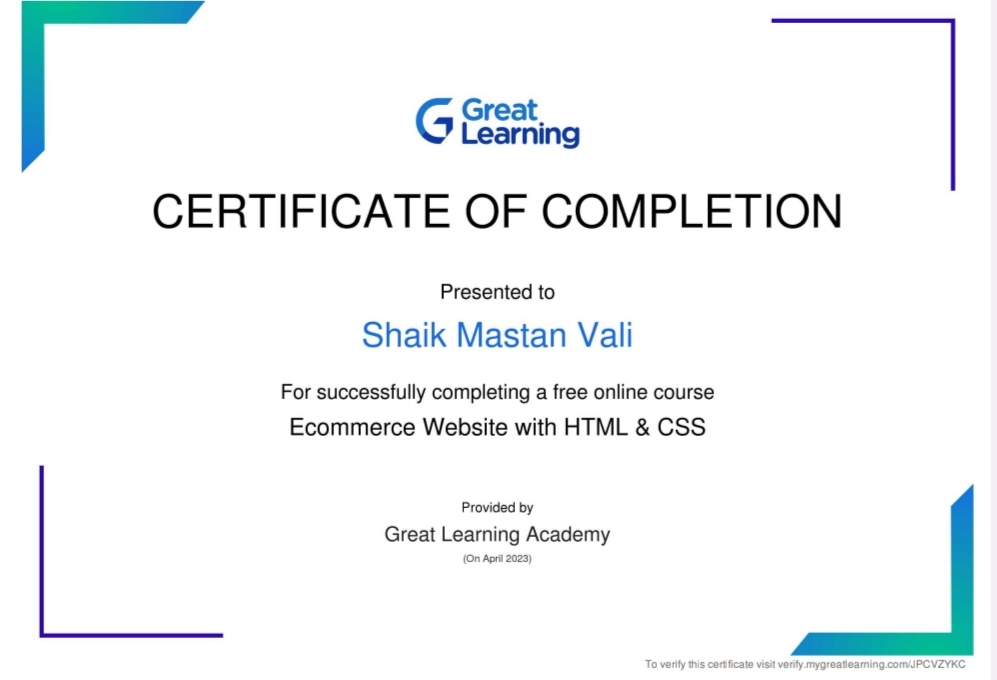 Great
Learning
CERTIFICATE OF COMPLETION
Presented to
Shaik Mastan Vali
For successfully completing a free online course
Ecommerce Website with HTML & CSS
Provided by
Great Learning Academy
(On April 2023)
To verify this certificate visit verify.mygreatlearning.com/JPCVZYKC